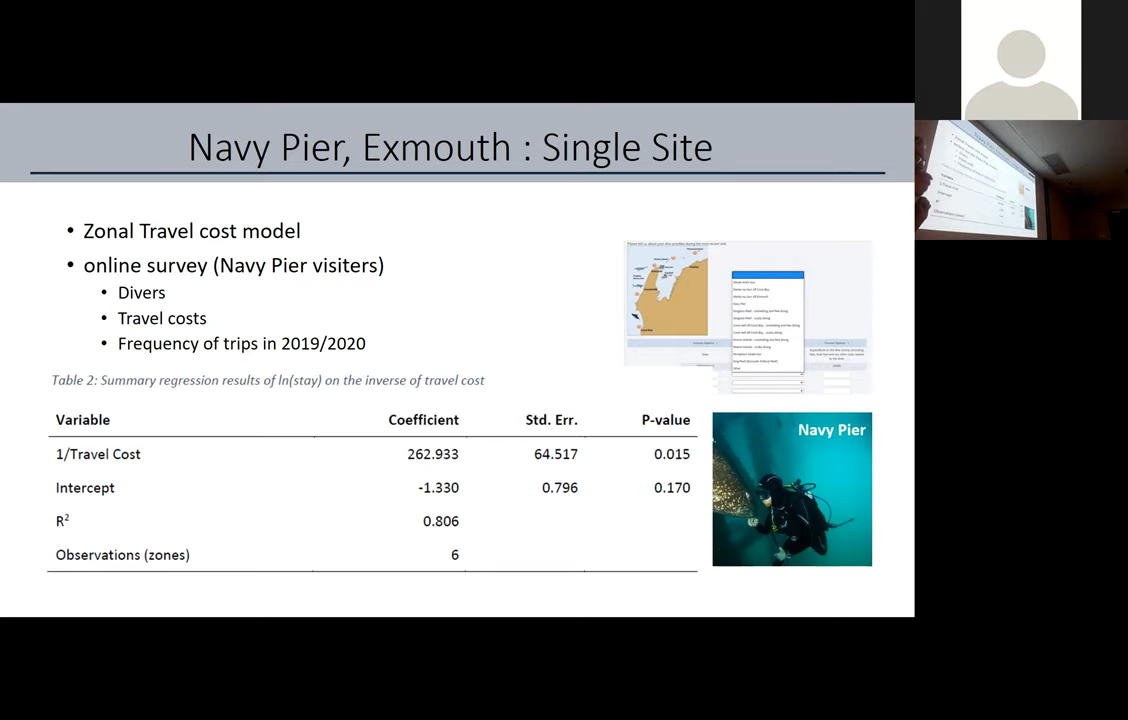 Navy Pier, Exmouth : Single Site
• Zonal Travel cost model
• online survey (Navy Pier visiters)
• Divers
• Travel costs
• Frequency of trips in 2019/2020
Table 2: Summary regression results of ln(stay) on the inverse of travel cost
Variable Coefficient Std. Err. P-value
1/Travel Cost 262.933 64.517 0.015
Intercept -1.330 0.796 0.170
R² 0.806
Observations (zones) 6
Navy Pier